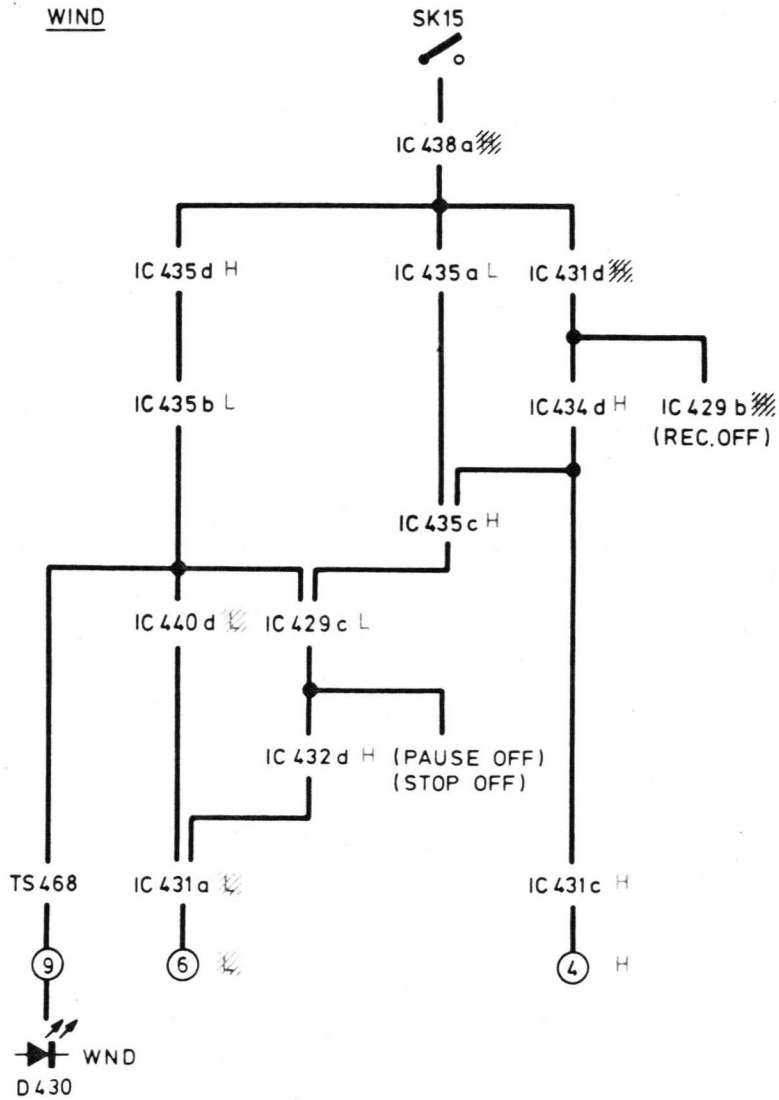 WIND
SK15
IC 438 a H
IC 435 d H
IC 435 a L
IC 431 d H
IC 435 b L
IC 434 d H
IC 429 b H
(REC. OFF)
IC 435 c H
IC 440 d L
IC 429 c L
IC 432 d H
(PAUSE OFF)
(STOP OFF)
TS 468
IC 431 a L
IC 431 c H
9
6
L
4
H
WND
D 430